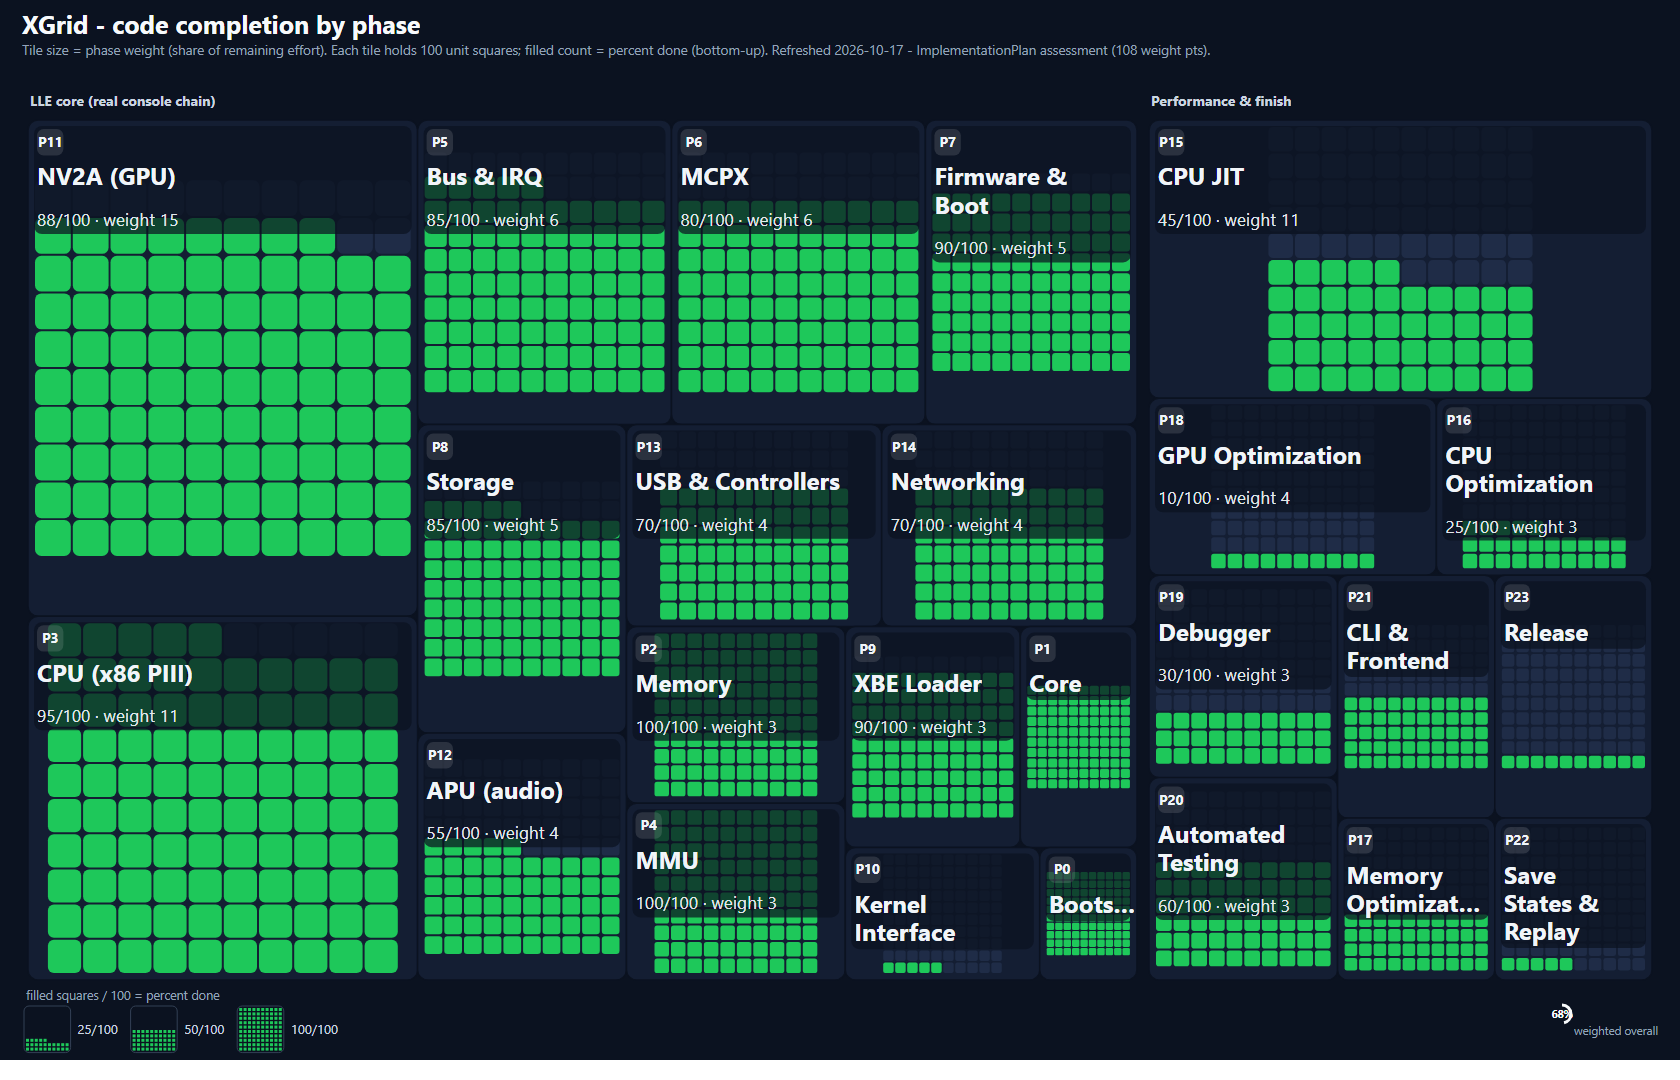 XGrid - code completion by phase
Tile size = phase weight (share of remaining effort). Each tile holds 100 unit squares; filled count = percent done (bottom-up). Refreshed 2026-10-17 - ImplementationPlan assessment (108 weight pts).
LLE core (real console chain)
P11
NV2A (GPU)
88/100 · weight 15
P5
Bus & IRQ
85/100 · weight 6
P6
MCPX
80/100 · weight 6
P7
Firmware &
Boot
90/100 · weight 5
P8
Storage
85/100 · weight 5
P13
USB & Controllers
70/100 · weight 4
P14
Networking
70/100 · weight 4
P3
CPU (x86 PIII)
95/100 · weight 11
P12
APU (audio)
55/100 · weight 4
P2
Memory
100/100 · weight 3
P9
XBE Loader
90/100 · weight 3
P1
Core
P4
MMU
100/100 · weight 3
P10
Kernel
Interface
P0
Boots...
Performance & finish
P15
CPU JIT
45/100 · weight 11
P18
GPU Optimization
10/100 · weight 4
P16
CPU
Optimization
25/100 · weight 3
P19
Debugger
30/100 · weight 3
P21
CLI &
Frontend
P23
Release
P20
Automated
Testing
60/100 · weight 3
P17
Memory
Optimizat...
P22
Save
States &
Replay
filled squares / 100 = percent done
25/100
50/100
100/100
68%
weighted overall